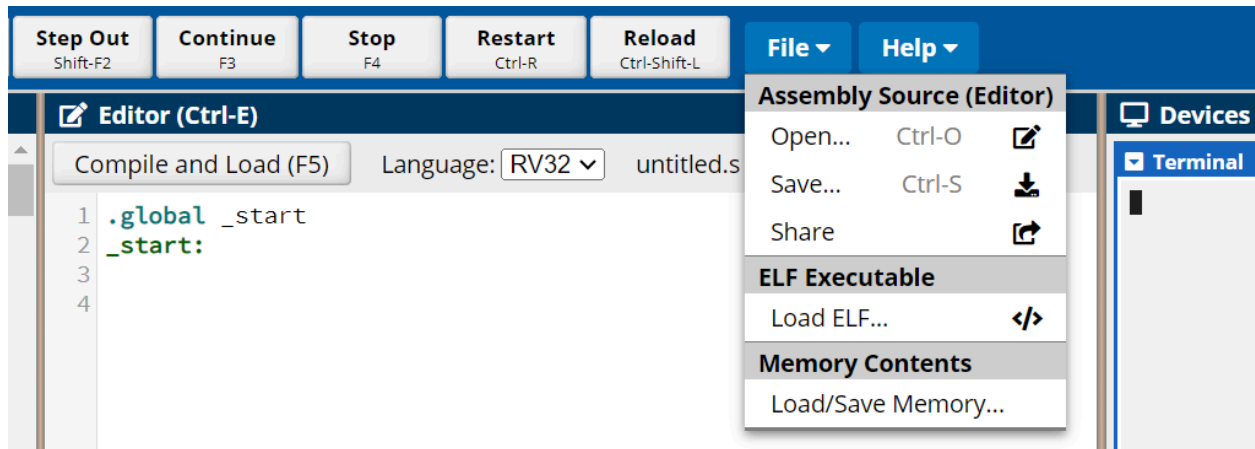 Step Out Continue Stop Restart Reload File Help
Shift-F2 F3 F4 Ctrl-R Ctrl-Shift-L
Assembly Source (Editor)
Open... Ctrl-O
Save... Ctrl-S
Share
ELF Executable
Load ELF... </>
Memory Contents
Load/Save Memory...
Editor (Ctrl-E)
Compile and Load (F5) Language: RV32 untitled.s
1 .global _start
2 _start:
3
4
Devices
Terminal